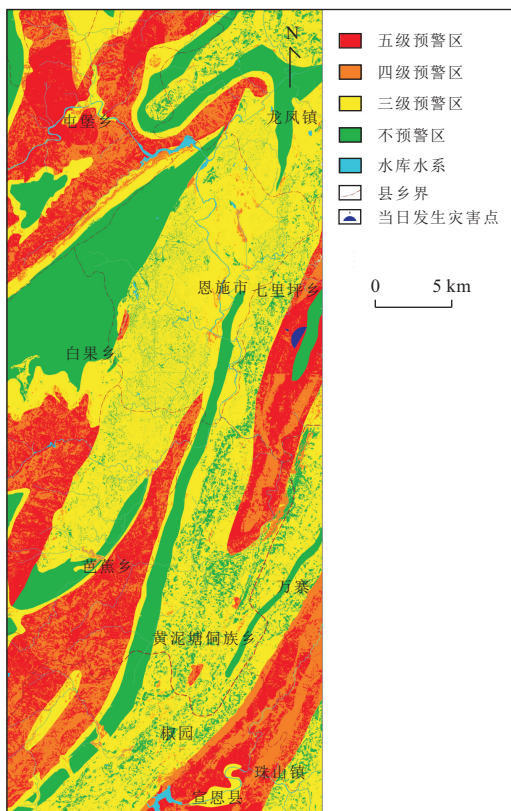 N
五级预警区
四级预警区
三级预警区
不预警区
水库水系
县乡界
当日发生灾害点
0 5 km
屯堡乡
龙凤镇
恩施市
七里坪乡
白果乡
芭蕉乡
万寨
黄泥塘侗族乡
椒园
珠山镇
宣恩县